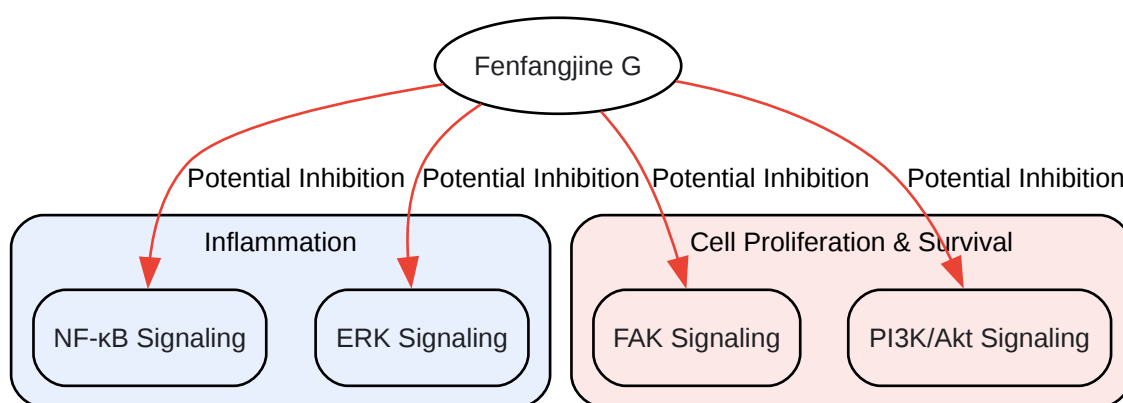 Fenfangjine G
Potential Inhibition
Potential Inhibition
Potential Inhibition
Potential Inhibition
Inflammation
Cell Proliferation & Survival
NF-κB Signaling
ERK Signaling
FAK Signaling
PI3K/Akt Signaling